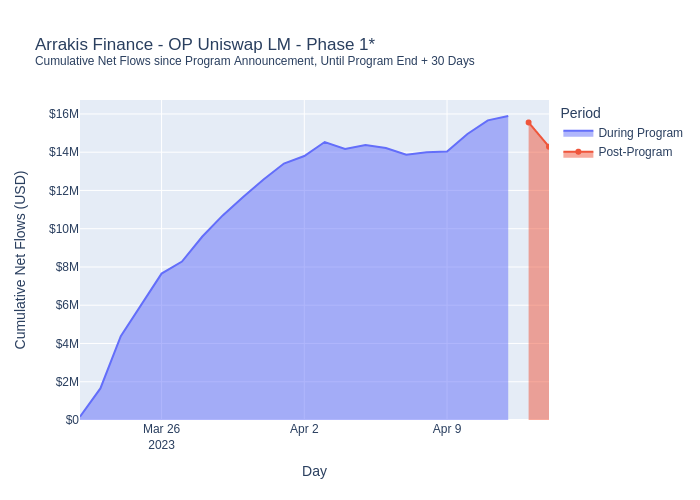 Arrakis Finance - OP Uniswap LM - Phase 1*
Cumulative Net Flows since Program Announcement, Until Program End + 30 Days
Period
During Program
Post-Program
Cumulative Net Flows (USD)
$16M
$14M
$12M
$10M
$8M
$6M
$4M
$2M
$0
Mar 26
2023
Apr 2
Apr 9
Day